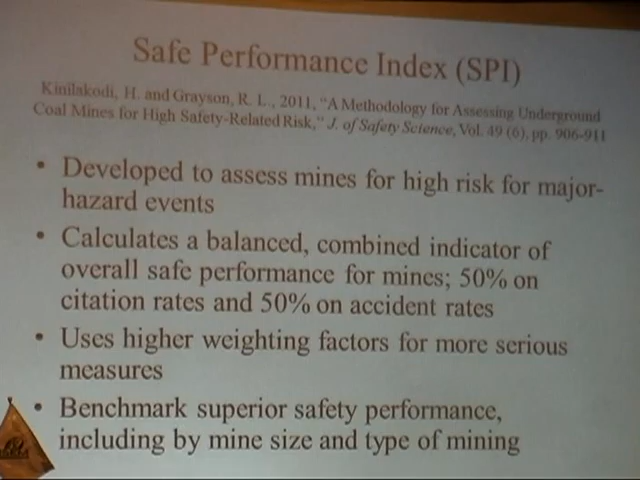 Safe Performance Index (SPI)
Kinilakodi, H. and Grayson, R. L., 2011, "A Methodology for Assessing Underground
Coal Mines for High Safety-Related Risk," J. of Safety Science, Vol. 49 (6), pp. 906-911
• Developed to assess mines for high risk for major-
hazard events
• Calculates a balanced, combined indicator of
overall safe performance for mines; 50% on
citation rates and 50% on accident rates
• Uses higher weighting factors for more serious
measures
• Benchmark superior safety performance,
including by mine size and type of mining